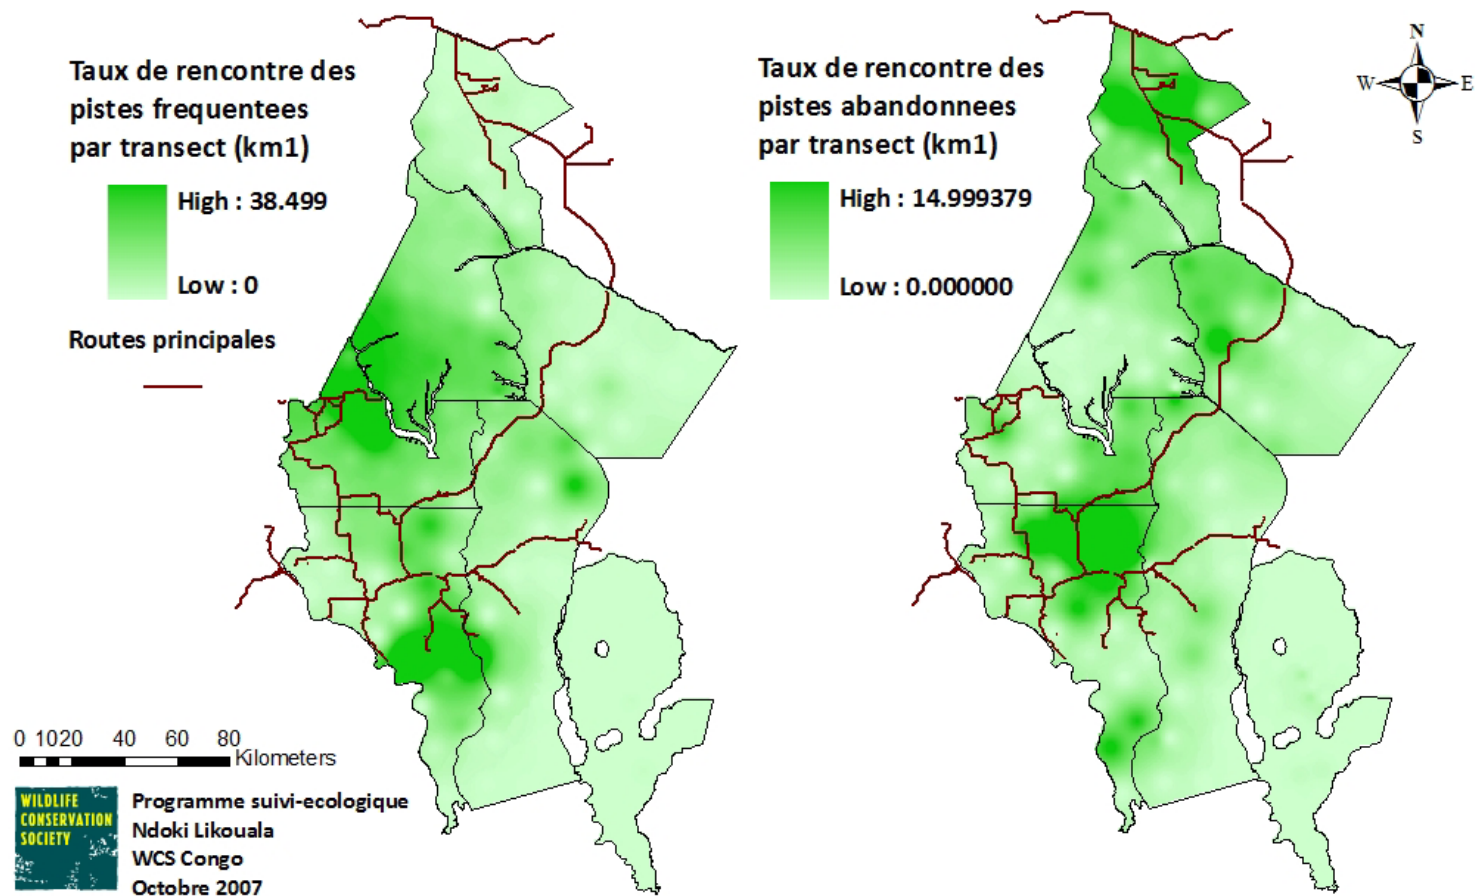 Taux de rencontre des
pistes frequenteès
par transect (km1)
High : 38.499
Low : 0
Routes principales
Taux de rencontre des
pistes abandonnees
par transect (km1)
High : 14.999379
Low : 0.000000
N
W
E
S
0 1020 40 60 80
Kilometers
WILDLIFE
CONSERVATION
SOCIETY
Programme suivi-ecologique
Ndoki Likouala
WCS Congo
Octobre 2007